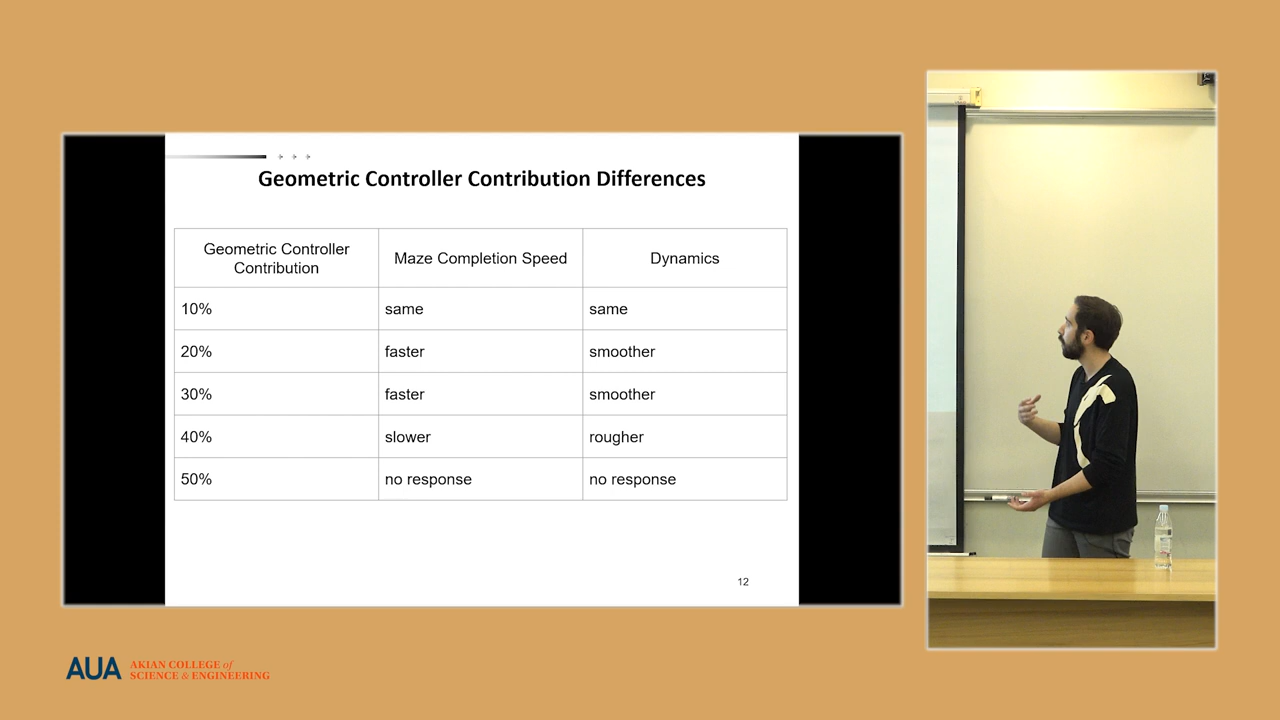 Geometric Controller Contribution Differences
Geometric Controller
Contribution
Maze Completion Speed
Dynamics
10%
same
same
20%
faster
smoother
30%
faster
smoother
40%
slower
rougher
50%
no response
no response
12
AUA
AKIAN COLLEGE of
SCIENCE & ENGINEERING